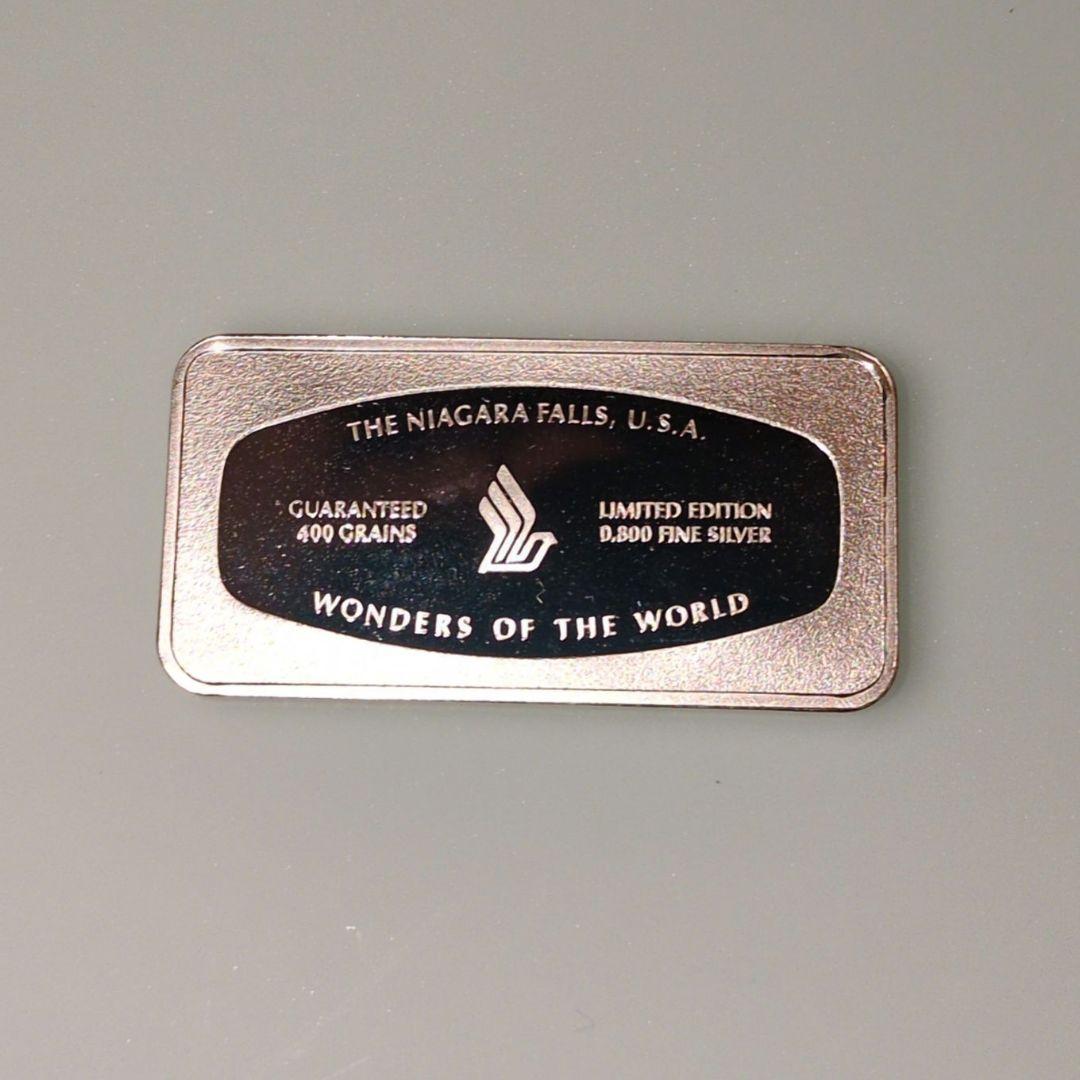 THE NIAGARA FALLS, U.S.A.
GUARANTEED
400 GRAINS
LIMITED EDITION
0.800 FINE SILVER
WONDERS OF THE WORLD